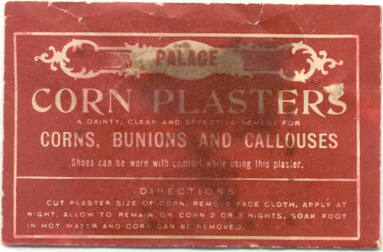 PALACE
CORN PLASTERS
A DAINTY, CLEAN AND EFFECTIVE REMEDY FOR
CORNS, BUNIONS AND CALLOUSES
Shoes can be worn with comfort while using this plaster.
DIRECTIONS
CUT PLASTER SIZE OF CORN, REMOVE FACE CLOTH, APPLY AT
NIGHT. ALLOW TO REMAIN ON CORN 2 OR 3 NIGHTS, SOAK FOOT
IN HOT WATER AND CORN CAN BE REMOVED.